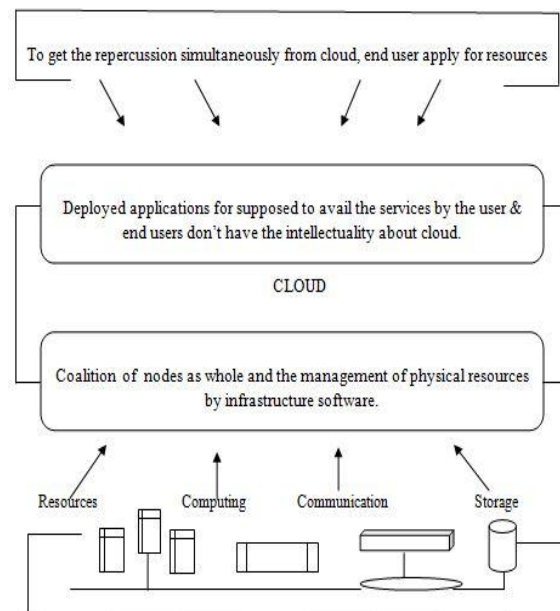 To get the repercussion simultaneously from cloud, end user apply for resources
Deployed applications for supposed to avail the services by the user &
end users don't have the intellectuality about cloud.
CLOUD
Coalition of nodes as whole and the management of physical resources
by infrastructure software.
Resources Computing Communication Storage